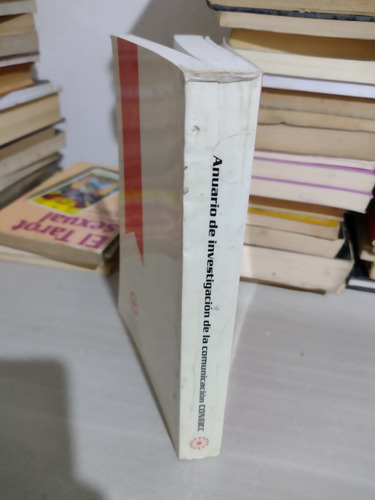 Anuario de investigación de la comunicación CONEICC
El Tarot
sexual